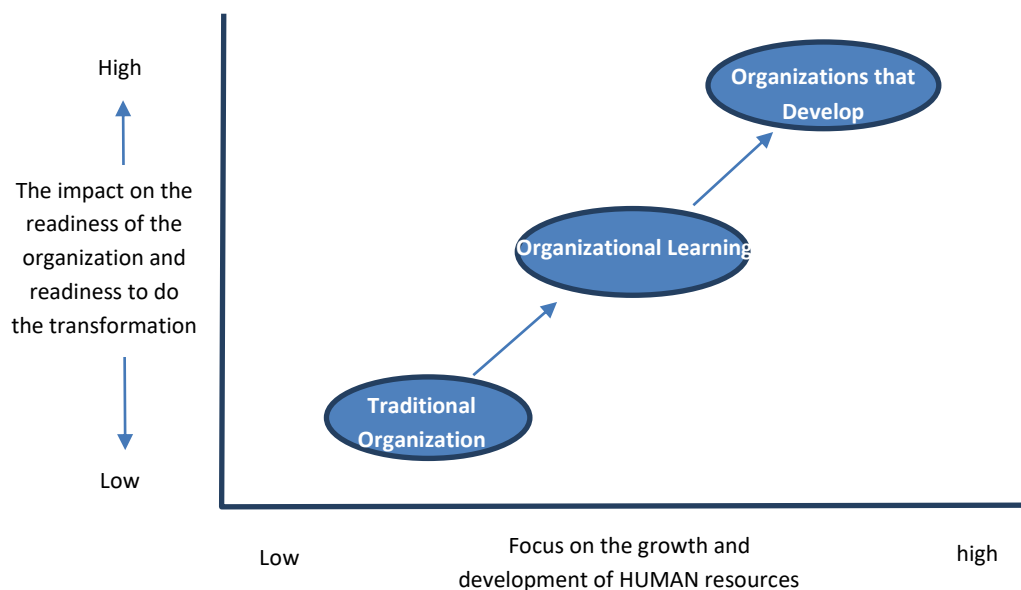 High
The impact on the
readiness of the
organization and
readiness to do
the transformation
Low
Organizations that
Develop
Organizational Learning
Traditional
Organization
Low
Focus on the growth and
development of HUMAN resources
high